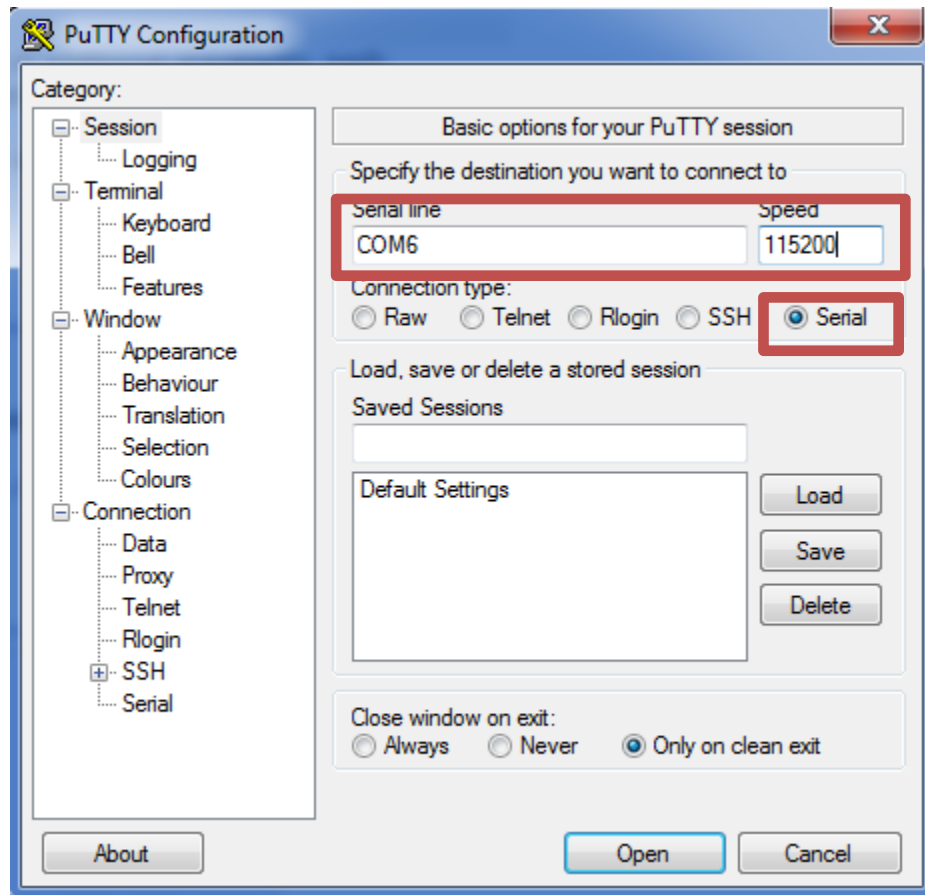 PuTTY Configuration
Category:
Session
Logging
Terminal
Keyboard
Bell
Features
Window
Appearance
Behaviour
Translation
Selection
Colours
Connection
Data
Proxy
Telnet
Rlogin
SSH
Serial
Basic options for your PuTTY session
Specify the destination you want to connect to
Serial line Speed
COM6 115200
Connection type:
Raw Telnet Rlogin SSH Serial
Load, save or delete a stored session
Saved Sessions
Default Settings
Load
Save
Delete
Close window on exit:
Always Never Only on clean exit
About Open Cancel